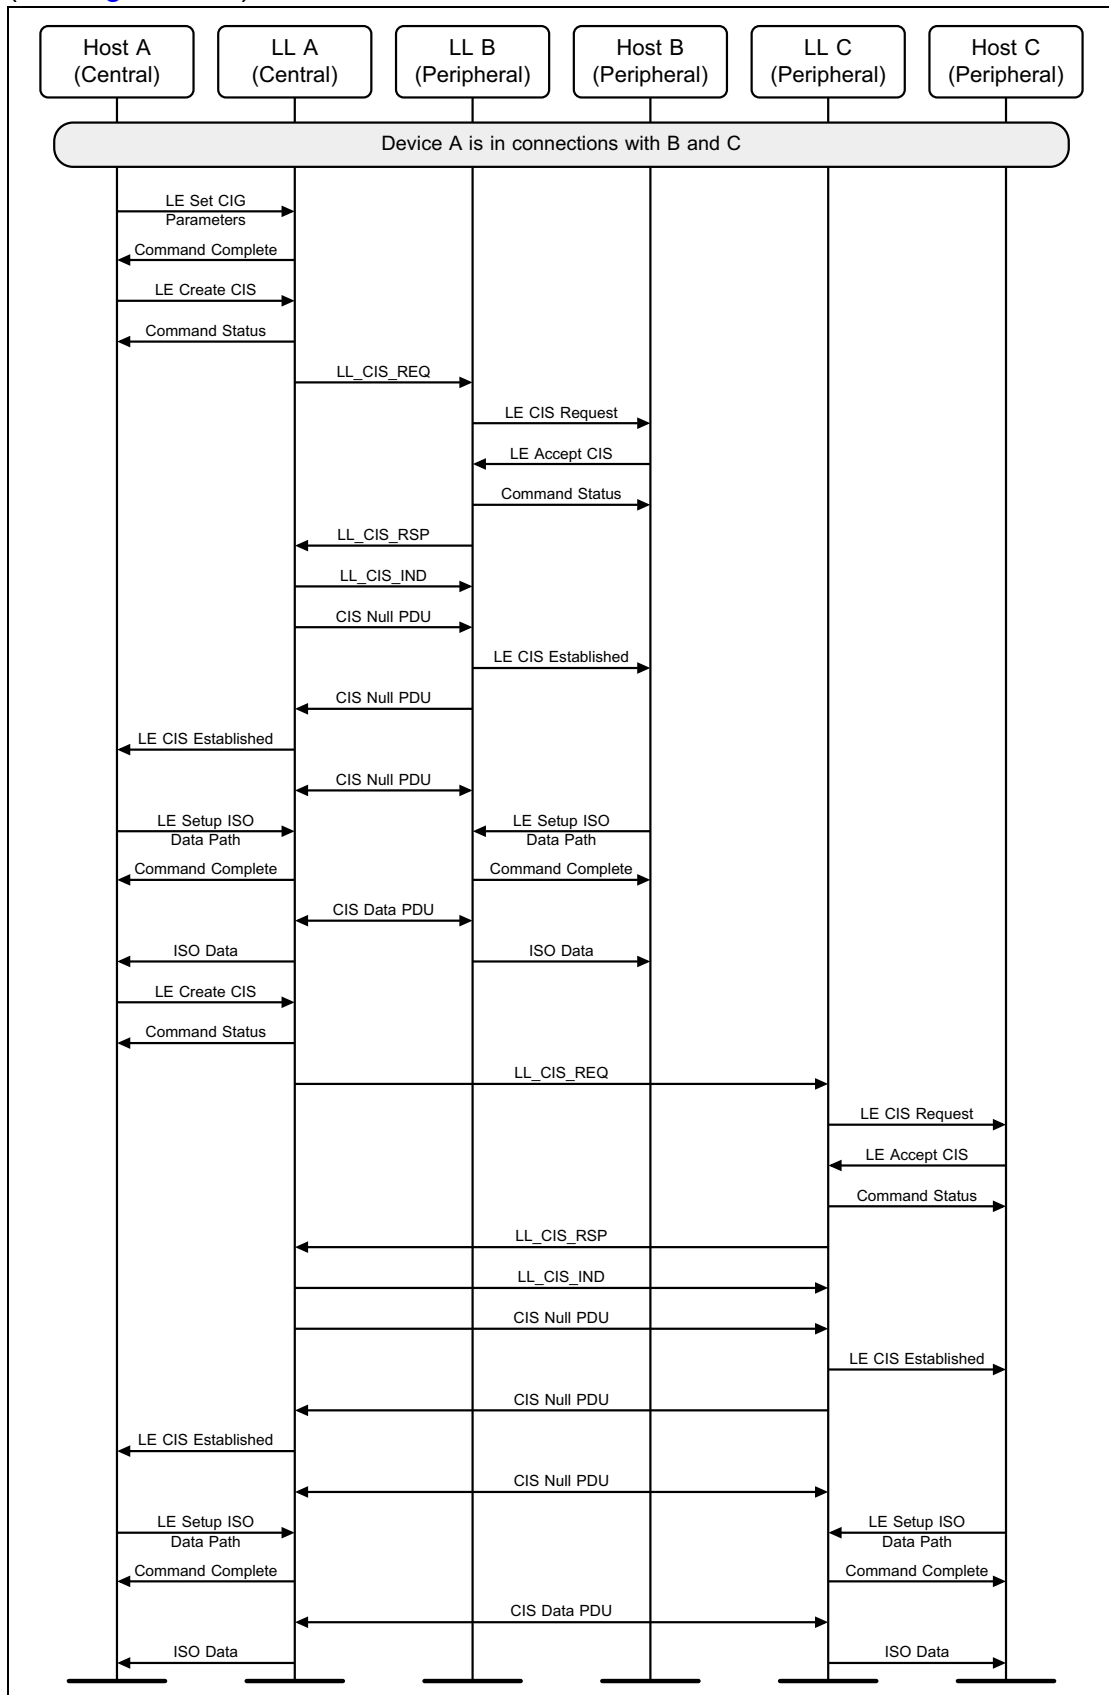 Host A
(Central)
LL A
(Central)
LL B
(Peripheral)
Host B
(Peripheral)
LL C
(Peripheral)
Host C
(Peripheral)
Device A is in connections with B and C
LE Set CIG
Parameters
Command Complete
LE Create CIS
Command Status
LL_CIS_REQ
LE CIS Request
LE Accept CIS
Command Status
LL_CIS_RSP
LL_CIS_IND
CIS Null PDU
LE CIS Established
CIS Null PDU
LE CIS Established
CIS Null PDU
LE Setup ISO
Data Path
LE Setup ISO
Data Path
Command Complete
Command Complete
CIS Data PDU
ISO Data
ISO Data
LE Create CIS
Command Status
LL_CIS_REQ
LE CIS Request
LE Accept CIS
Command Status
LL_CIS_RSP
LL_CIS_IND
CIS Null PDU
LE CIS Established
CIS Null PDU
LE CIS Established
CIS Null PDU
LE Setup ISO
Data Path
LE Setup ISO
Data Path
Command Complete
Command Complete
CIS Data PDU
ISO Data
ISO Data